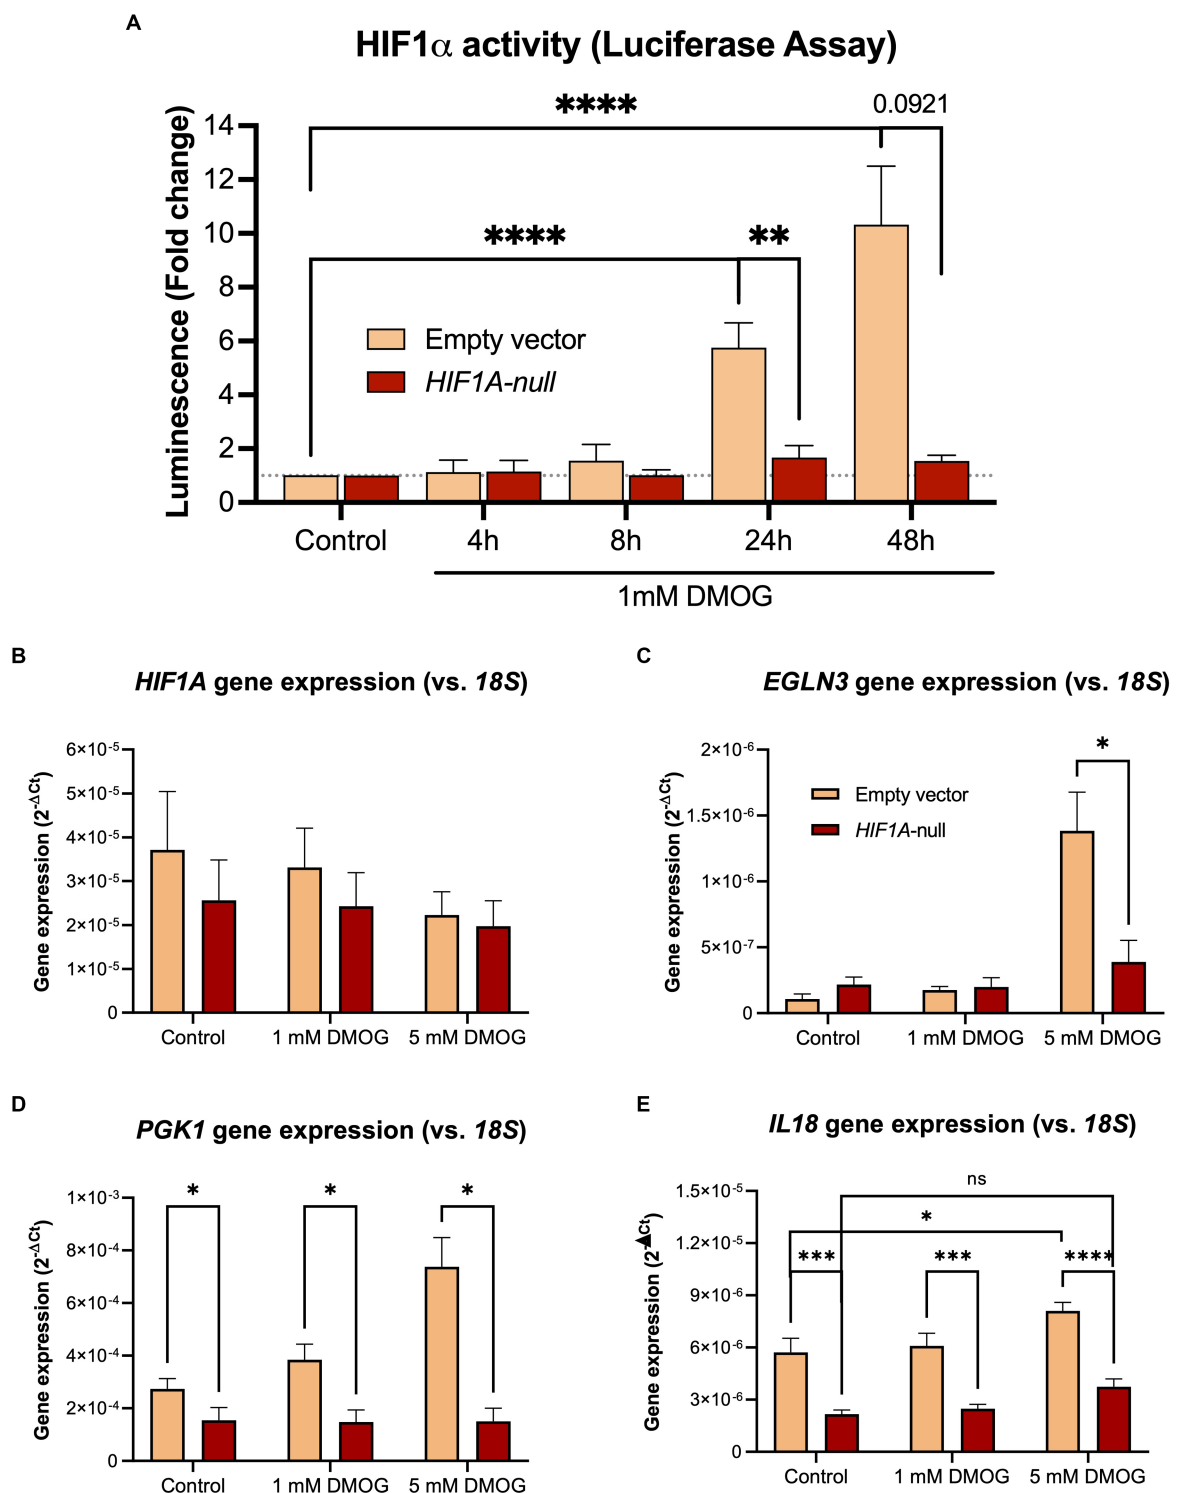 A
HIF1α activity (Luciferase Assay)
**** 0.0921
**** **
Luminescence (Fold change)
14
12
10
8
6
4
2
0
Empty vector
HIF1A-null
Control 4h 8h 24h 48h
1mM DMOG
B
HIF1A gene expression (vs. 18S)
Gene expression (2-ΔCt)
6×10-5
5×10-5
4×10-5
3×10-5
2×10-5
1×10-5
0
Control 1 mM DMOG 5 mM DMOG
C
EGLN3 gene expression (vs. 18S)
*
Gene expression (2-ΔCt)
2×10-6
1.5×10-6
1×10-6
5×10-7
0
Empty vector
HIF1A-null
Control 1 mM DMOG 5 mM DMOG
D
PGK1 gene expression (vs. 18S)
* * *
Gene expression (2-ΔCt)
1×10-3
8×10-4
6×10-4
4×10-4
2×10-4
0
Control 1 mM DMOG 5 mM DMOG
E
IL18 gene expression (vs. 18S)
ns
*
*** *** ****
Gene expression (2-▲Ct)
1.5×10-5
1.2×10-5
9×10-6
6×10-6
3×10-6
0
Control 1 mM DMOG 5 mM DMOG